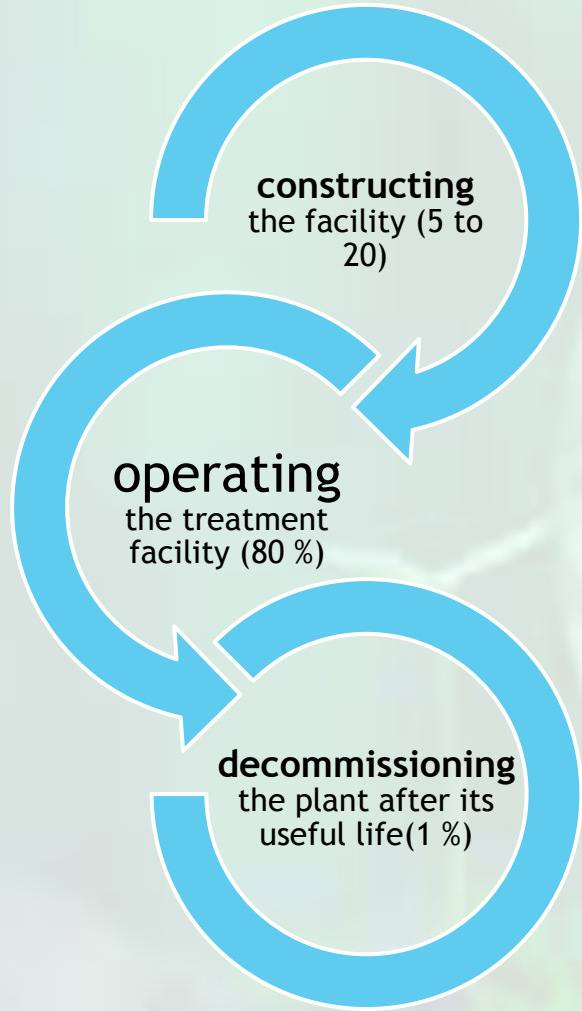 constructing
the facility (5 to
20)
operating
the treatment
facility (80 %)
decommissioning
the plant after its
useful life(1 %)